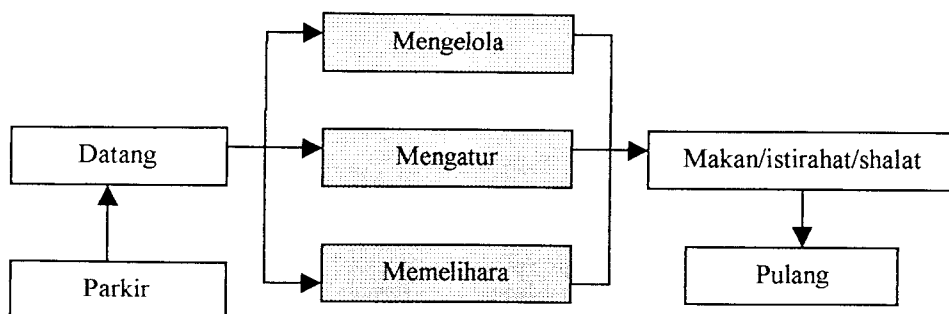 Mengelola
Datang
Mengatur
Makan/istirahat/shalat
Parkir
Memelihara
Pulang